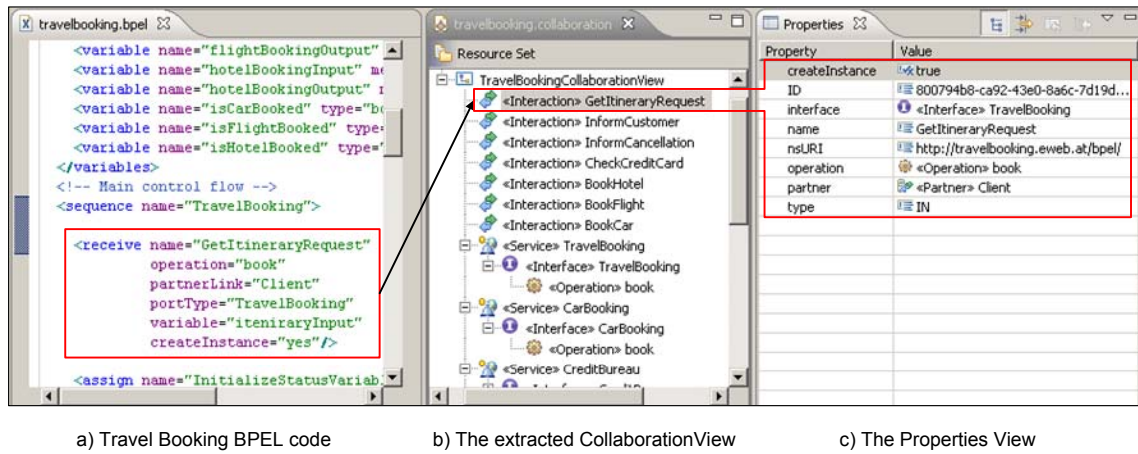 travelbooking.bpel
<variable name="flightBookingOutput"
<variable name="hotelBookingInput" me
<variable name="hotelBookingOutput"
<variable name="isCarBooked" type="bo
<variable name="isFlightBooked" type=
<variable name="isHotelBooked" type="
</variables>
<!-- Main control flow -->
<sequence name="TravelBooking">
<receive name="GetItineraryRequest"
operation="book"
partnerLink="Client"
portType="TravelBooking"
variable="iteniraryInput"
createInstance="yes"/>
<assign name="InitializeStatusVariab
travelbooking.collaboration
Resource Set
TravelBookingCollaborationView
«Interaction» GetItineraryRequest
«Interaction» InformCustomer
«Interaction» InformCancellation
«Interaction» CheckCreditCard
«Interaction» BookHotel
«Interaction» BookFlight
«Interaction» BookCar
«Service» TravelBooking
«Interface» TravelBooking
«Operation» book
«Service» CarBooking
«Interface» CarBooking
«Operation» book
«Service» CreditBureau
Properties
Property Value
createInstance true
ID 800794b8-ca92-43e0-8a6c-7d19d...
interface «Interface» TravelBooking
name GetItineraryRequest
nsURI http://travelbooking.eweb.at/bpel/
operation «Operation» book
partner «Partner» Client
type IN
a) Travel Booking BPEL code
b) The extracted CollaborationView
c) The Properties View